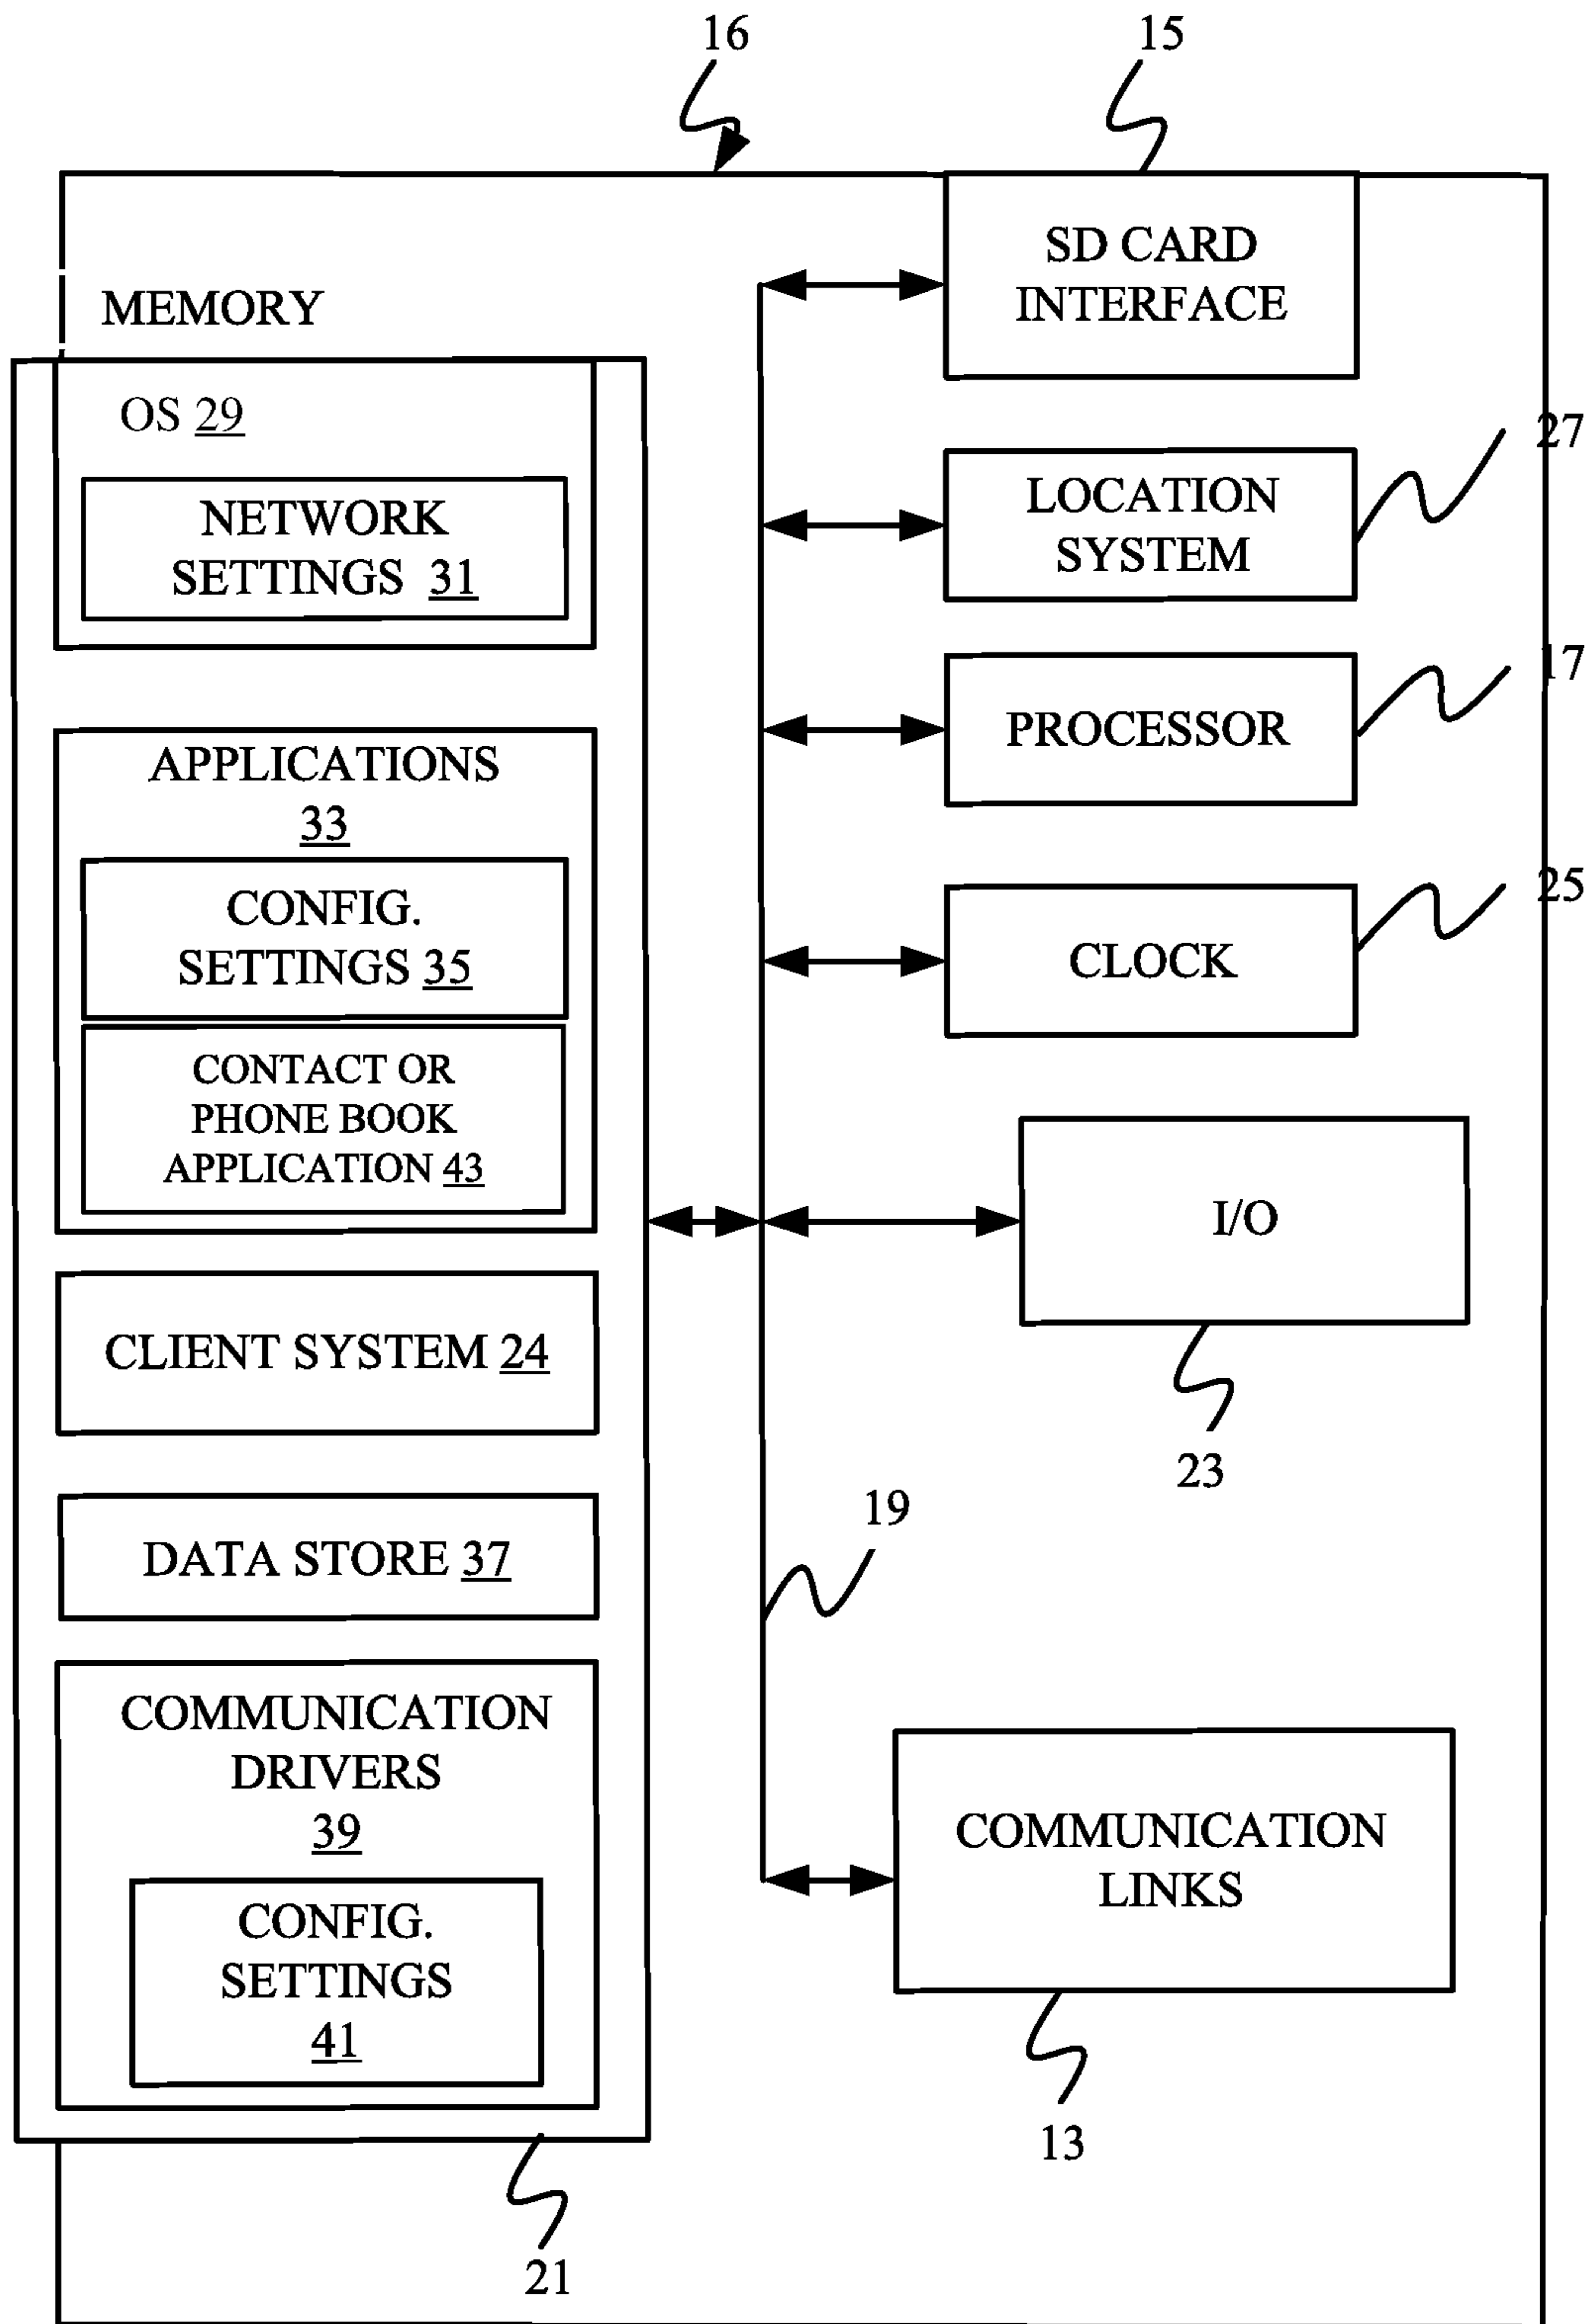 16
15
SD CARD
INTERFACE
MEMORY
OS 29
NETWORK
SETTINGS 31
27
LOCATION
SYSTEM
17
PROCESSOR
APPLICATIONS
33
CONFIG.
SETTINGS 35
25
CLOCK
CONTACT OR
PHONE BOOK
APPLICATION 43
I/O
CLIENT SYSTEM 24
23
19
DATA STORE 37
COMMUNICATION
DRIVERS
39
CONFIG.
SETTINGS
41
COMMUNICATION
LINKS
13
21